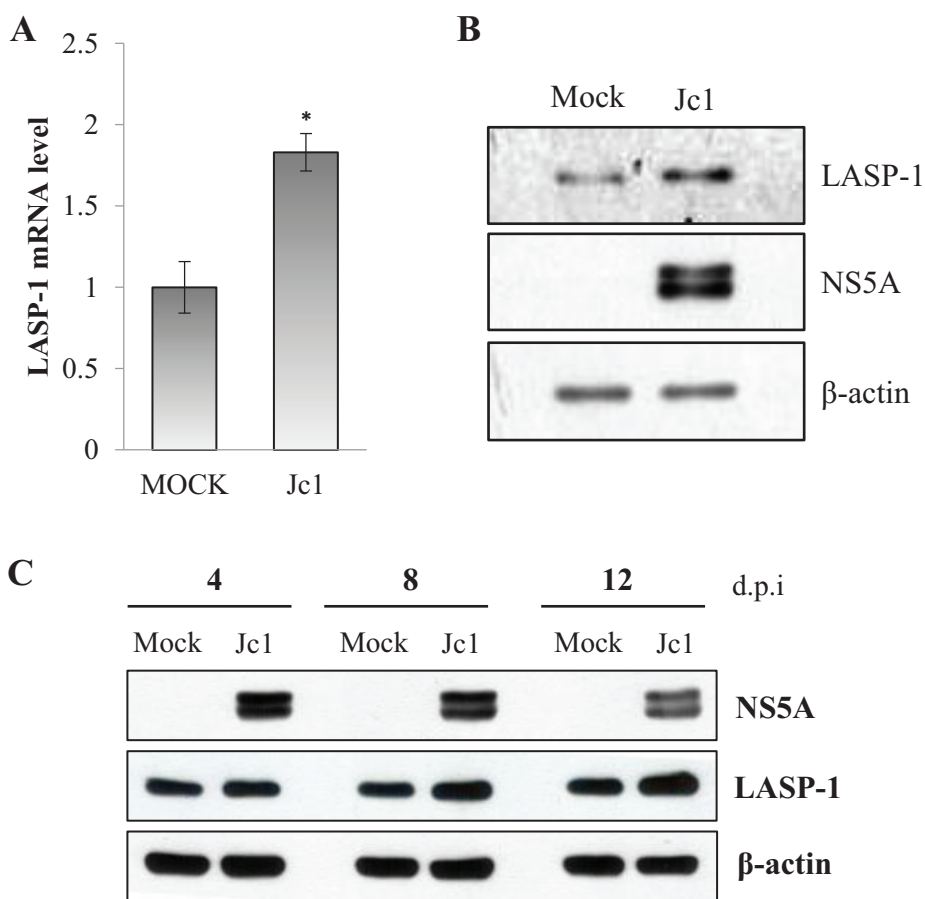 A
LASP-1 mRNA level
2.5
2
1.5
1
0.5
0
*
MOCK Jc1
B
Mock Jc1
LASP-1
NS5A
β-actin
C
4 8 12 d.p.i
Mock Jc1 Mock Jc1 Mock Jc1
NS5A
LASP-1
β-actin